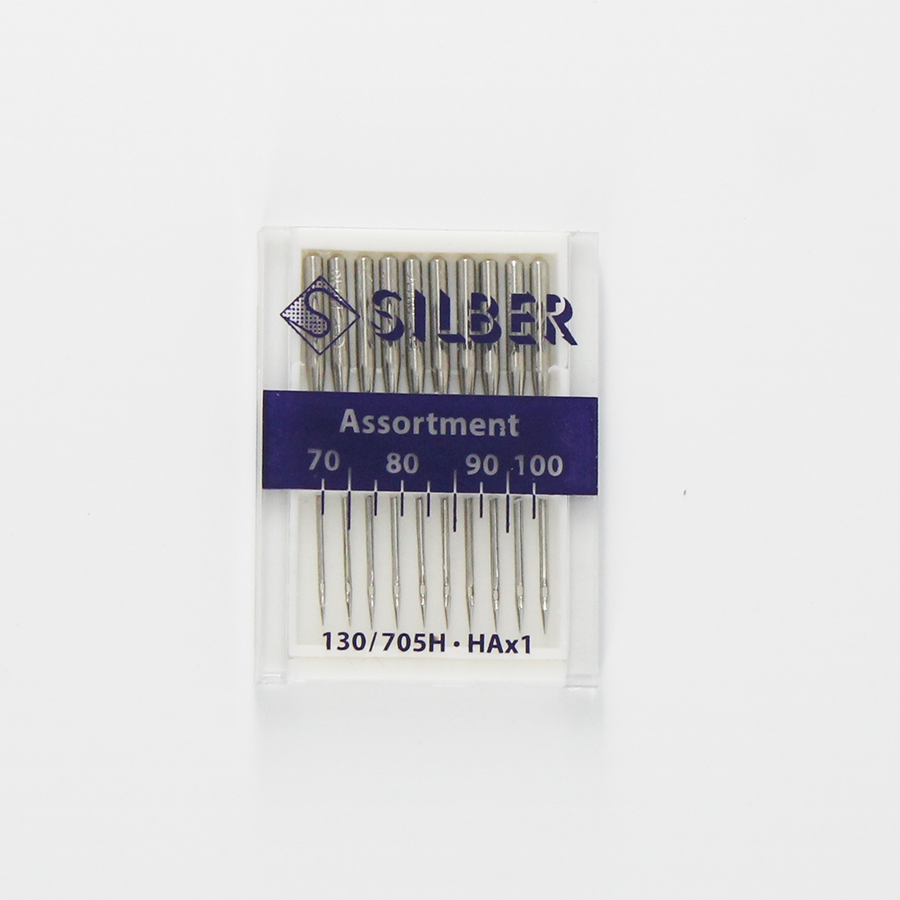 S SILBER
Assortment
70 80 90 100
130/705H · HAx1